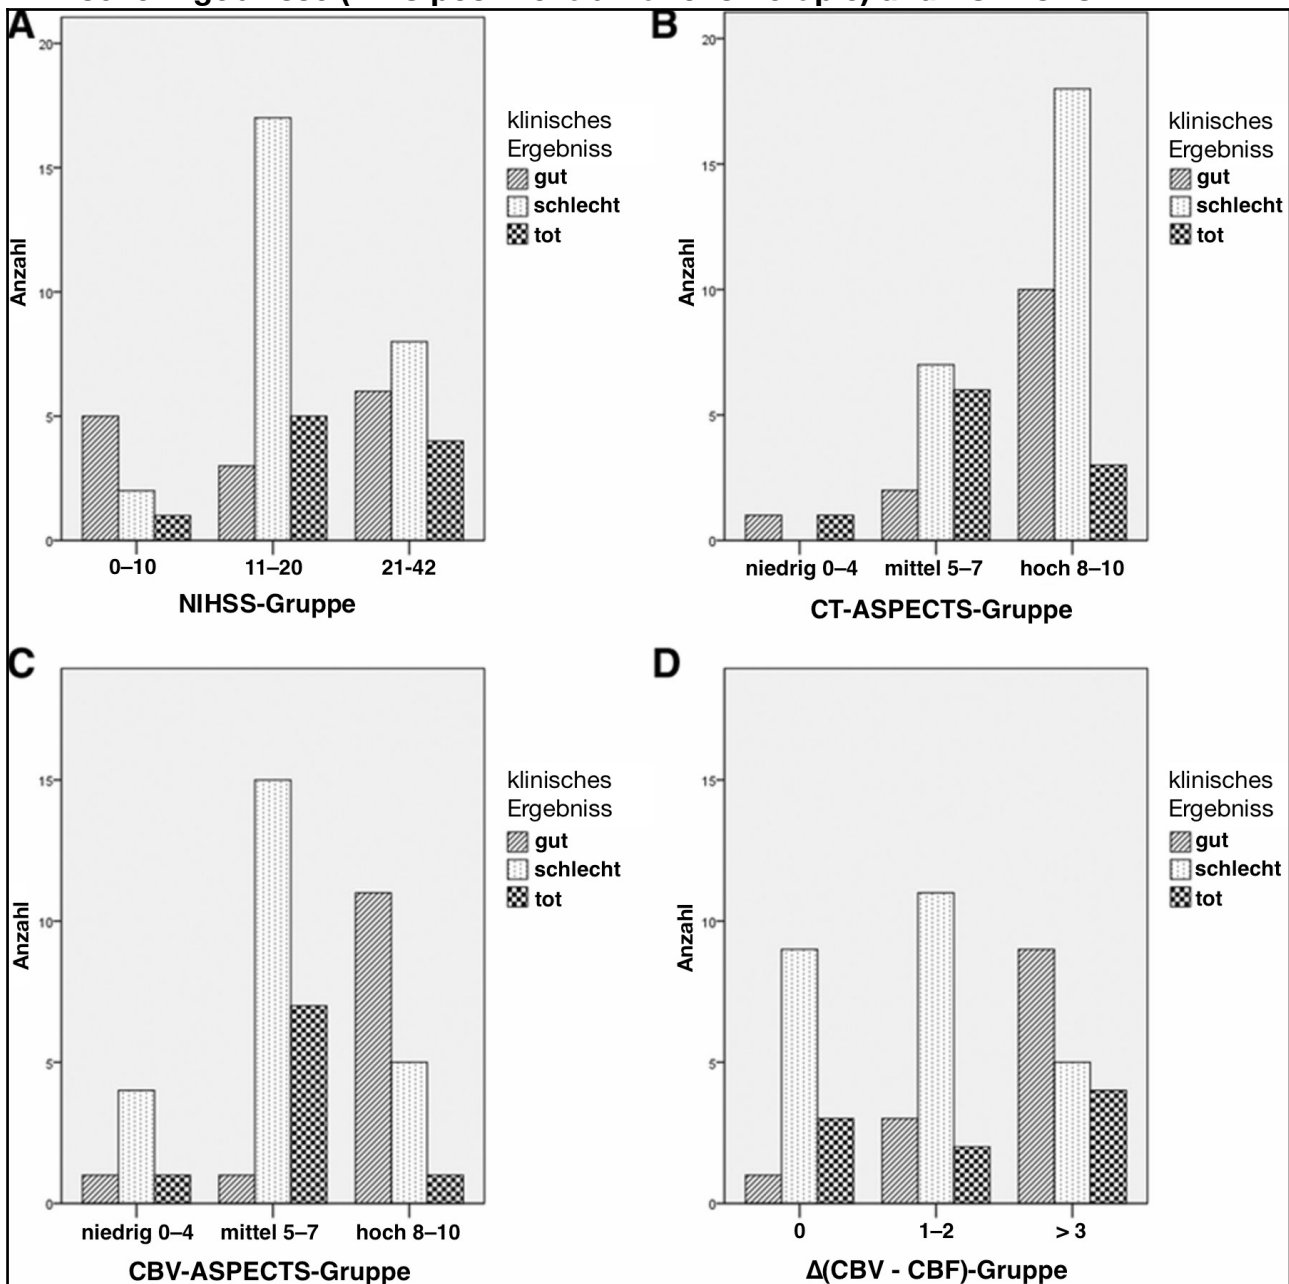 A
20
15
10
5
0
Anzahl
0–10 11–20 21-42
NIHSS-Gruppe
klinisches
Ergebniss
gut
schlecht
tot
B
20
15
10
5
0
Anzahl
niedrig 0–4 mittel 5–7 hoch 8–10
CT-ASPECTS-Gruppe
klinisches
Ergebniss
gut
schlecht
tot
C
15
10
5
0
Anzahl
niedrig 0–4 mittel 5–7 hoch 8–10
CBV-ASPECTS-Gruppe
klinisches
Ergebniss
gut
schlecht
tot
D
15
10
5
0
Anzahl
0 1–2 > 3
Δ(CBV - CBF)-Gruppe
klinisches
Ergebniss
gut
schlecht
tot